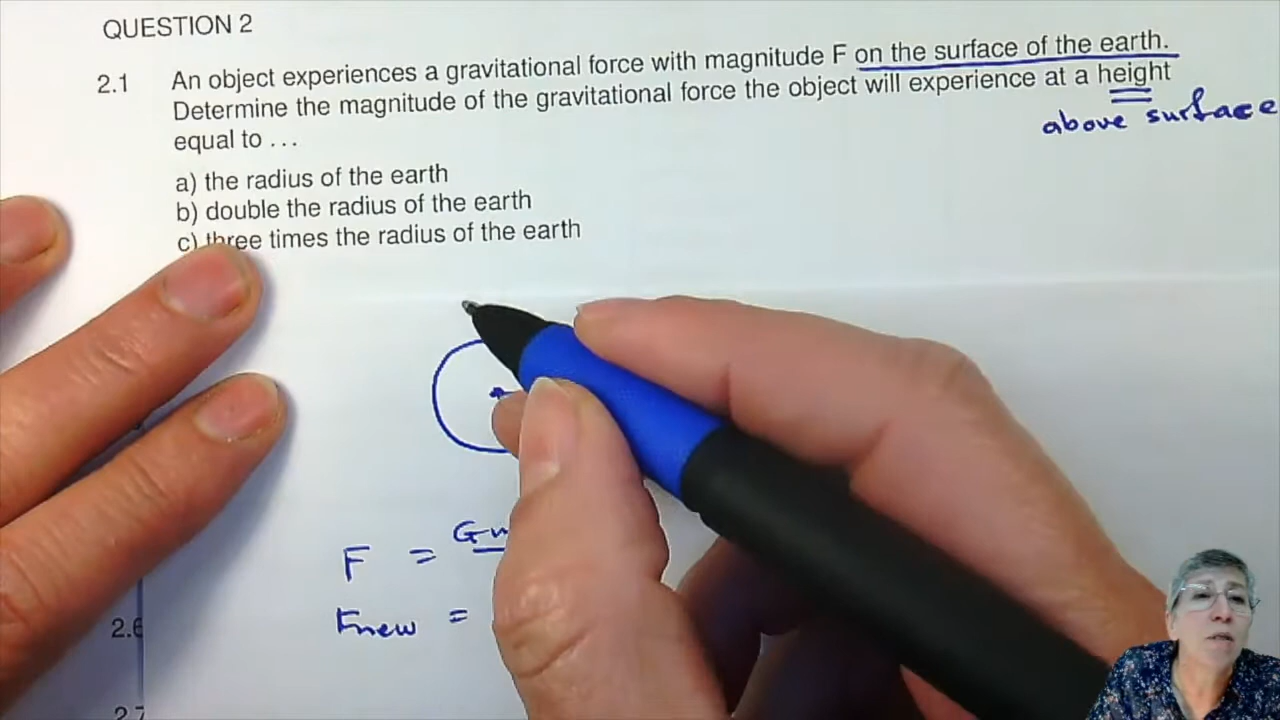 QUESTION 2
2.1 An object experiences a gravitational force with magnitude F on the surface of the earth.
Determine the magnitude of the gravitational force the object will experience at a height
above surface
equal to . . .
a) the radius of the earth
b) double the radius of the earth
c) three times the radius of the earth
F =
Fnew =